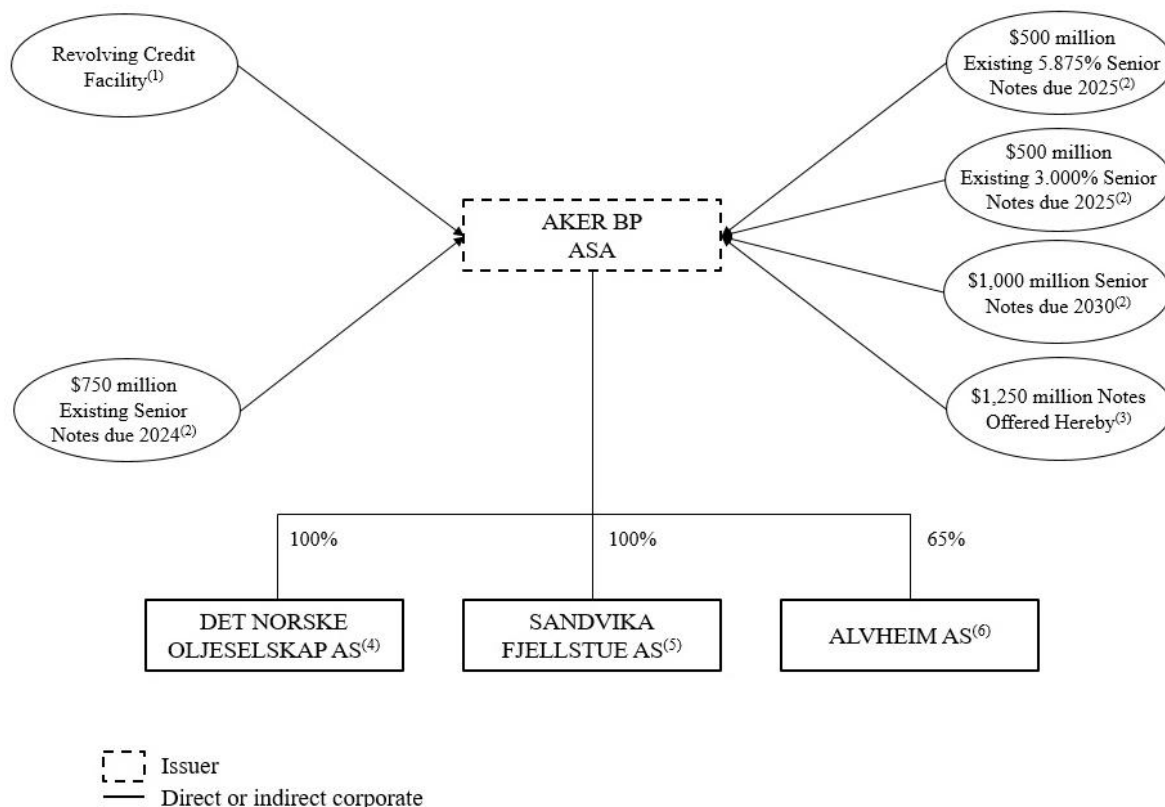 Revolving Credit
Facility(1)
$500 million
Existing 5.875% Senior
Notes due 2025(2)
$500 million
Existing 3.000% Senior
Notes due 2025(2)
AKER BP
ASA
$1,000 million Senior
Notes due 2030(2)
$750 million
Existing Senior
Notes due 2024(2)
$1,250 million Notes
Offered Hereby(3)
100%
100%
65%
DET NORSKE
OLJESELSKAP AS(4)
SANDVIKA
FJELLSTUE AS(5)
ALVHEIM AS(6)
Issuer
Direct or indirect corporate